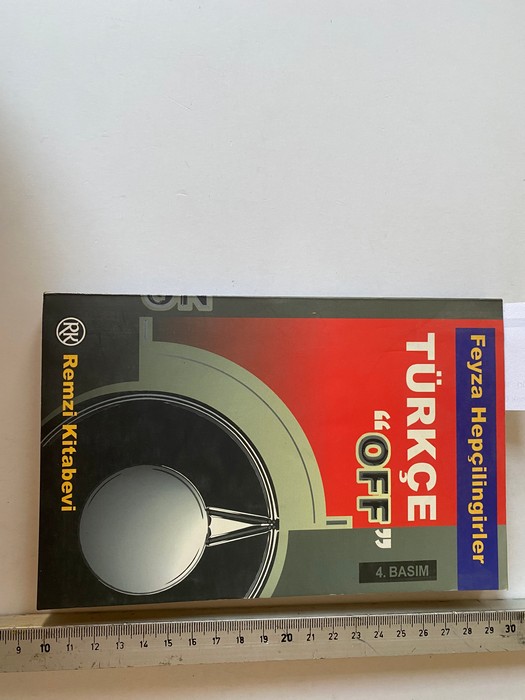 Feyza Hepçilingirler
TÜRKÇE
“OFF”
4. BASIM
ON
RK
Remzi Kitabevi
9 10 11 12 13 14 15 16 17 18 19 20 21 22 23 24 25 26 27 28 29 30